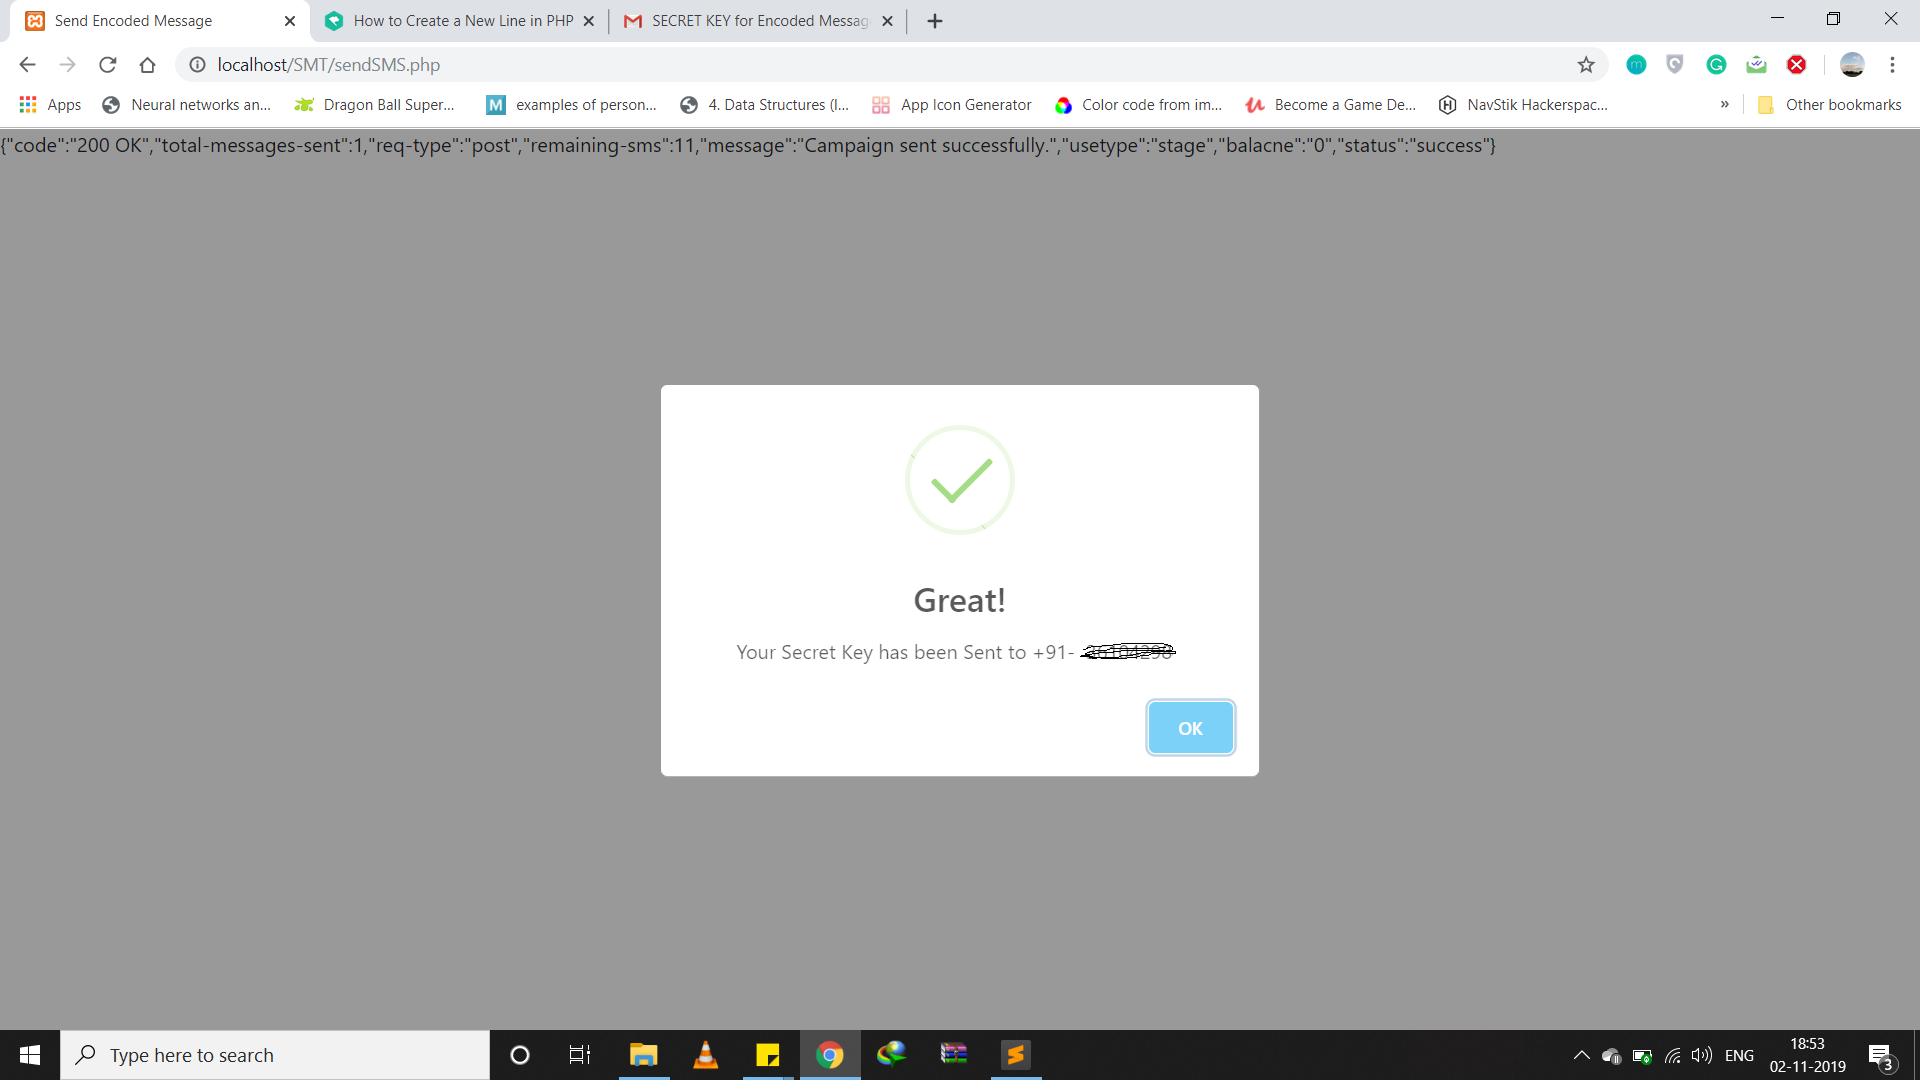 Send Encoded Message
How to Create a New Line in PHP
SECRET KEY for Encoded Messag
localhost/SMT/sendSMS.php
Apps
Neural networks an...
Dragon Ball Super...
M
examples of person...
4. Data Structures (I...
App Icon Generator
Color code from im...
Become a Game De...
NavStik Hackerspac...
»
Other bookmarks
{"code":"200 OK","total-messages-sent":1,"req-type":"post","remaining-sms":11,"message":"Campaign sent successfully.","usetype":"stage","balacne":"0","status":"success"}
Great!
Your Secret Key has been Sent to +91-
OK
Type here to search
ENG
18:53
02-11-2019
3